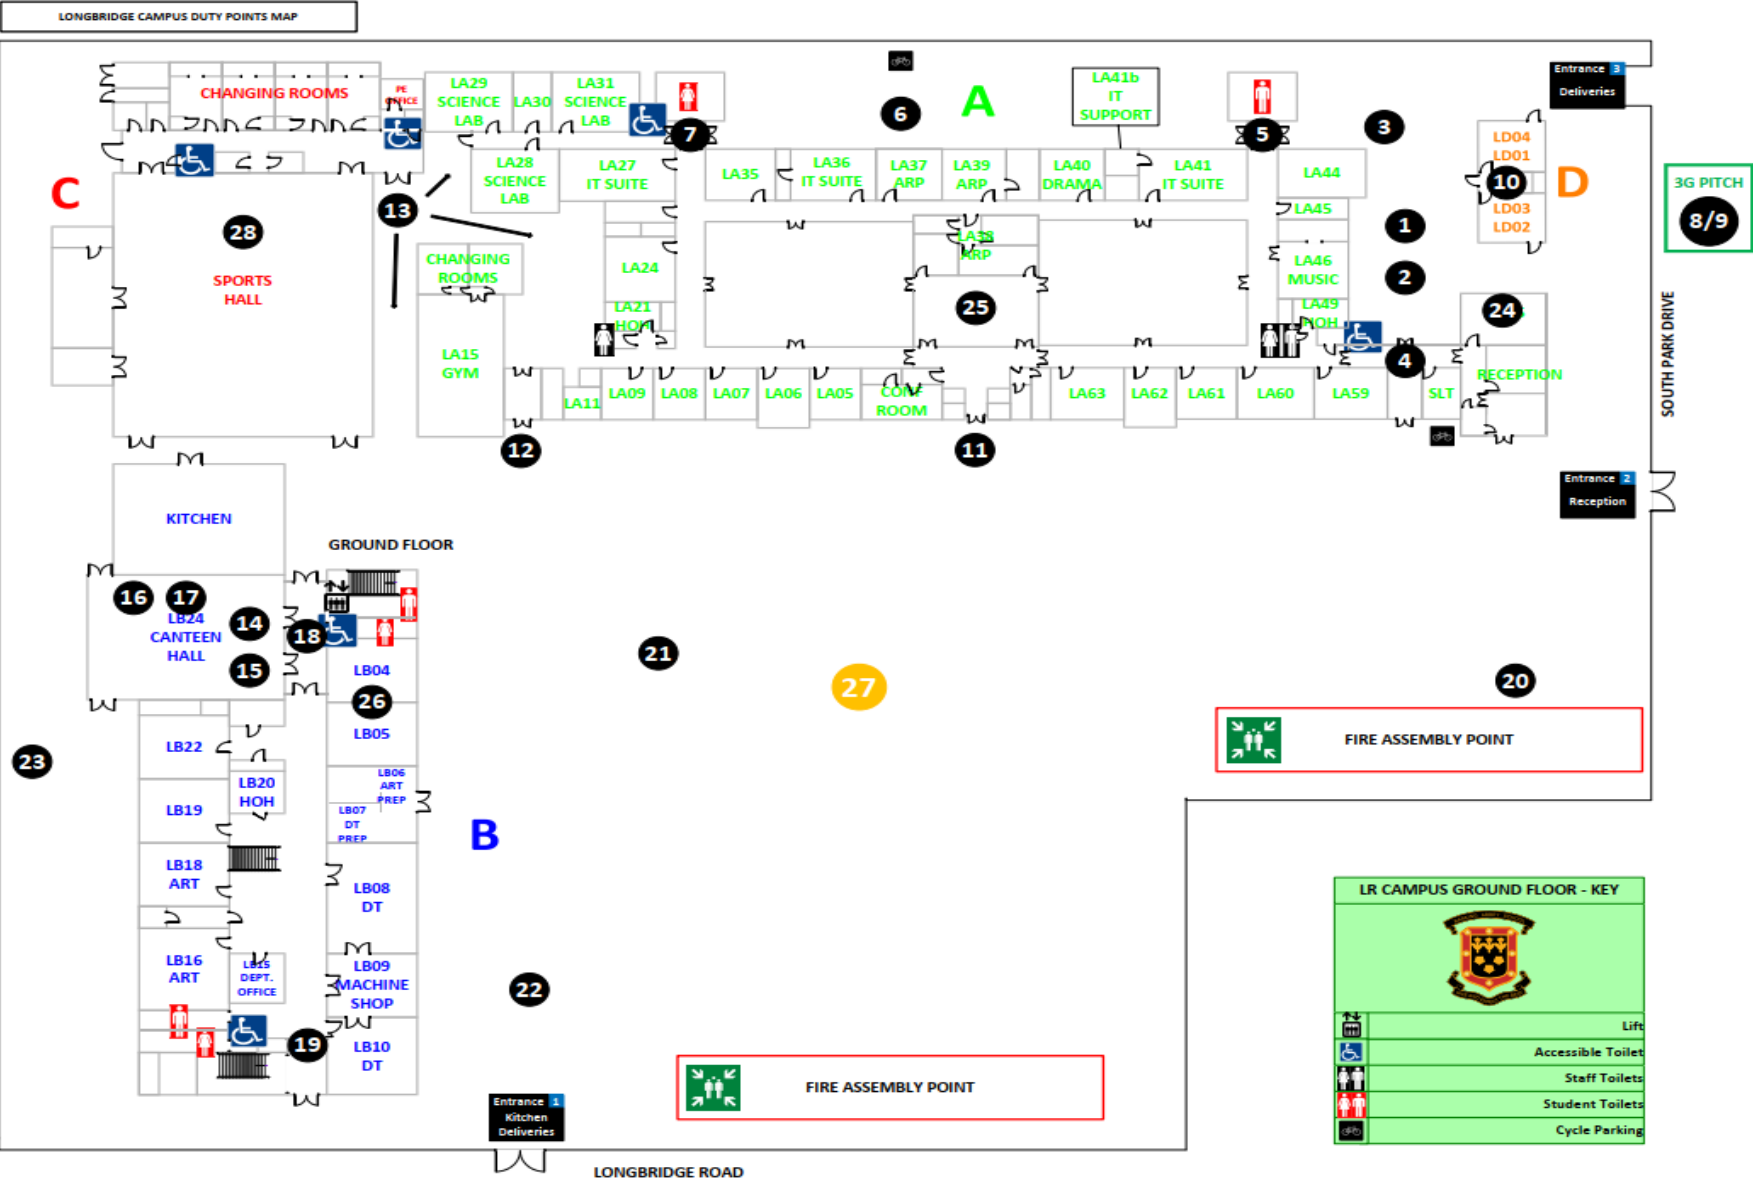 LONGBRIDGE CAMPUS DUTY POINTS MAP
Entrance 3
Deliveries
CHANGING ROOMS
PE
OFFICE
LA29
SCIENCE
LAB
LA30
LA31
SCIENCE
LAB
7
6
A
LA41b
IT
SUPPORT
5
3
LD04
LD01
10
D
LD03
LD02
3G PITCH
8/9
C
28
SPORTS
HALL
13
LA28
SCIENCE
LAB
LA27
IT SUITE
LA35
LA36
IT SUITE
LA37
ARP
LA39
ARP
LA40
DRAMA
LA41
IT SUITE
LA44
LA45
1
2
LA46
MUSIC
LA49
HOH
CHANGING
ROOMS
LA24
LA21
HOH
LA38
ARP
25
24
4
RECEPTION
SOUTH PARK DRIVE
LA15
GYM
LA11
LA09
LA08
LA07
LA06
LA05
CONF
ROOM
LA63
LA62
LA61
LA60
LA59
SLT
12
11
Entrance 2
Reception
KITCHEN
GROUND FLOOR
16
17
14
LB24
CANTEEN
HALL
15
18
LB04
26
LB05
21
27
20
FIRE ASSEMBLY POINT
23
LB22
LB20
HOH
LB19
LB06
ART
PREP
LB07
DT
PREP
B
LB18
ART
LB08
DT
LB16
ART
LB15
DEPT.
OFFICE
LB09
MACHINE
SHOP
22
19
LB10
DT
FIRE ASSEMBLY POINT
Entrance 1
Kitchen
Deliveries
LONGBRIDGE ROAD
LR CAMPUS GROUND FLOOR - KEY
Lift
Accessible Toilet
Staff Toilets
Student Toilets
Cycle Parking